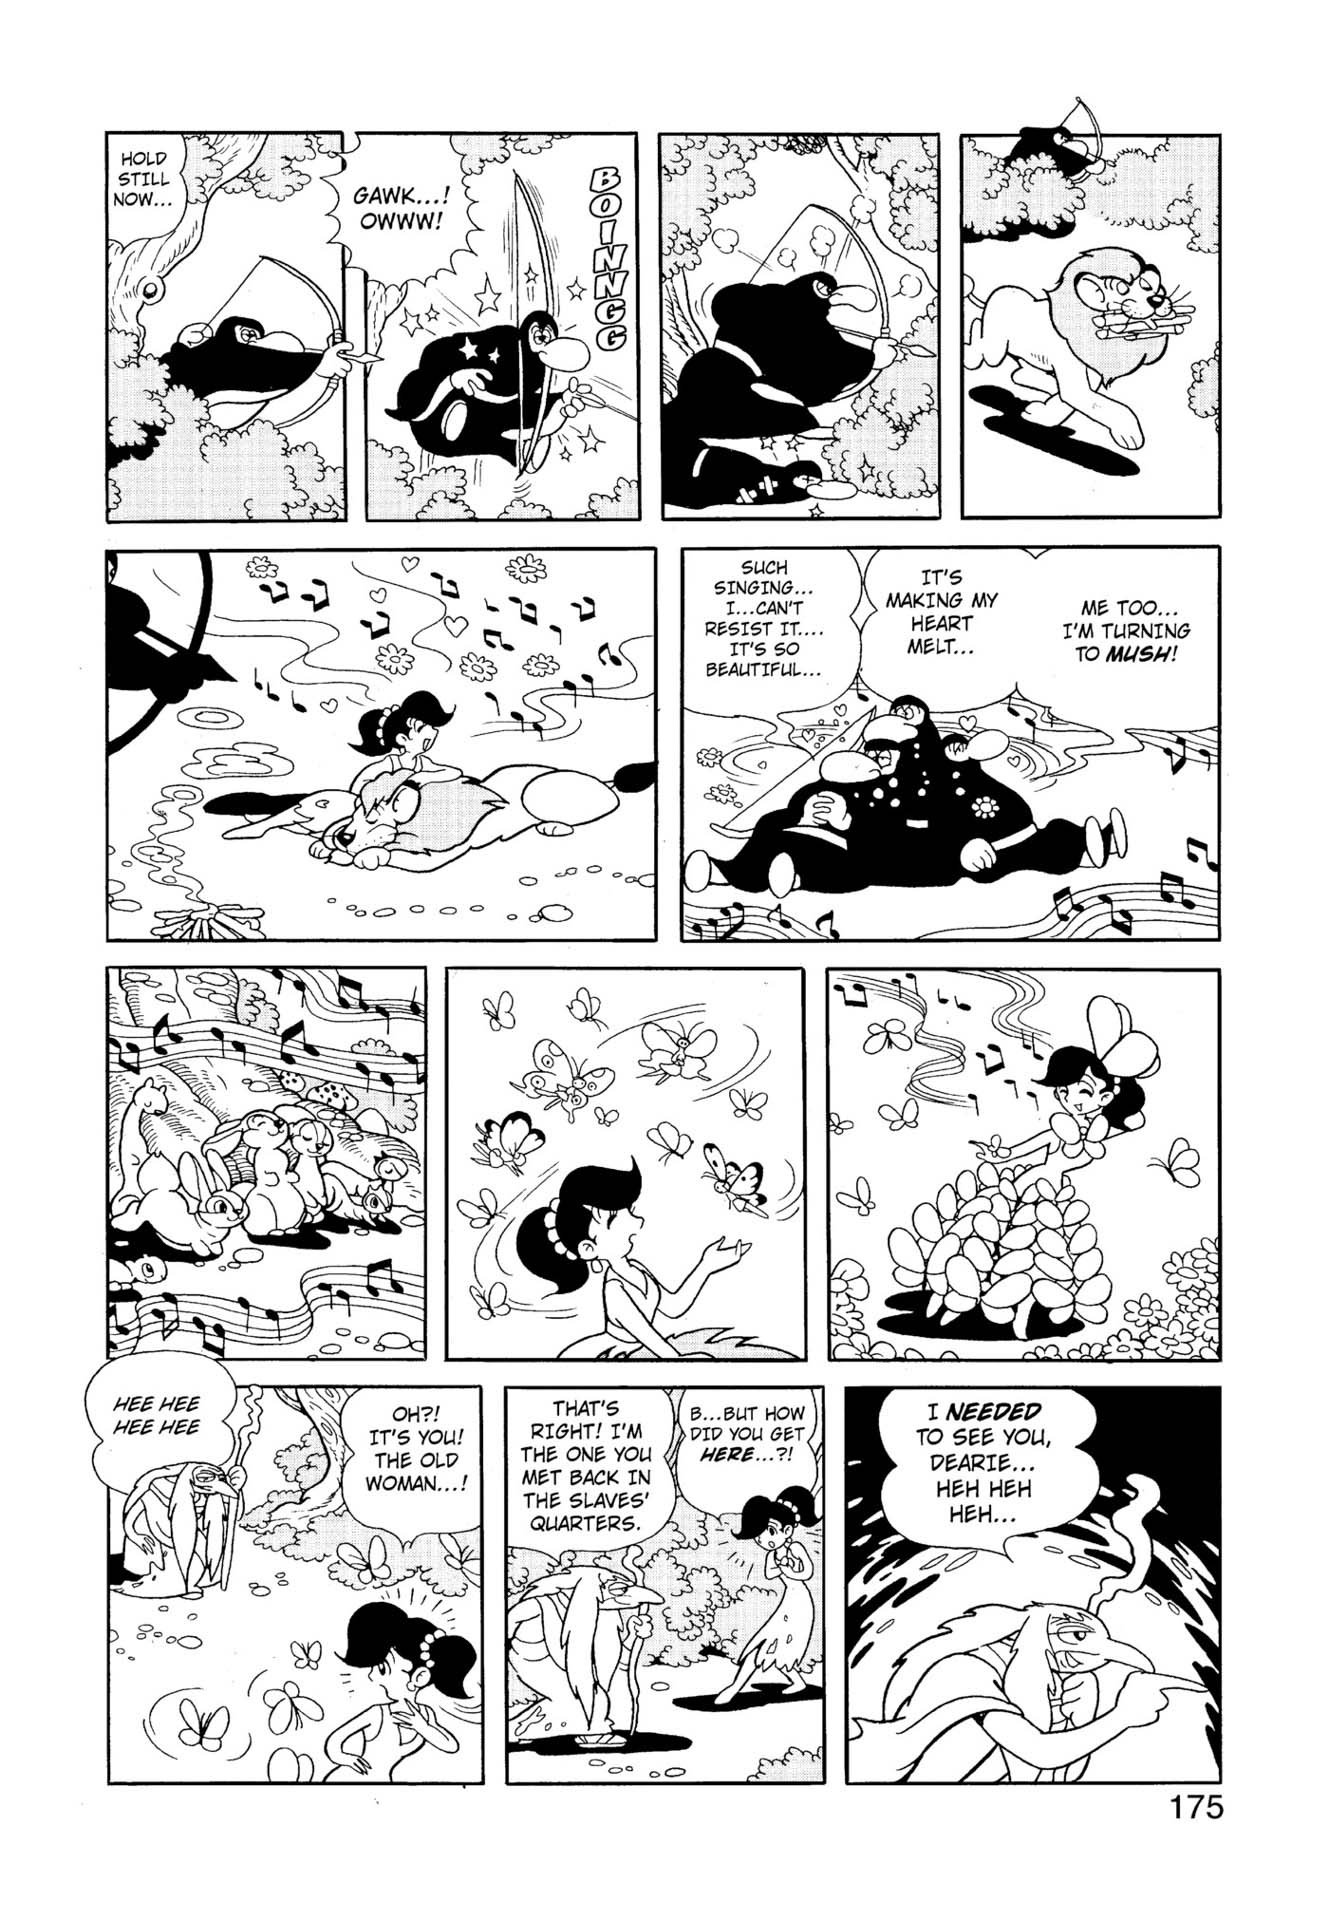 HOLD
STILL
NOW...
GAWK...!
OWWW!
BOINNGG
SUCH
SINGING...
I...CAN'T
RESIST IT....
IT'S SO
BEAUTIFUL...
IT'S
MAKING MY
HEART
MELT...
ME TOO...
I'M TURNING
TO MUSH!
HEE HEE
HEE HEE
OH?!
IT'S YOU!
THE OLD
WOMAN...!
THAT'S
RIGHT! I'M
THE ONE YOU
MET BACK IN
THE SLAVES'
QUARTERS.
B...BUT HOW
DID YOU GET
HERE...?!
I NEEDED
TO SEE YOU,
DEARIE...
HEH HEH
HEH...
175